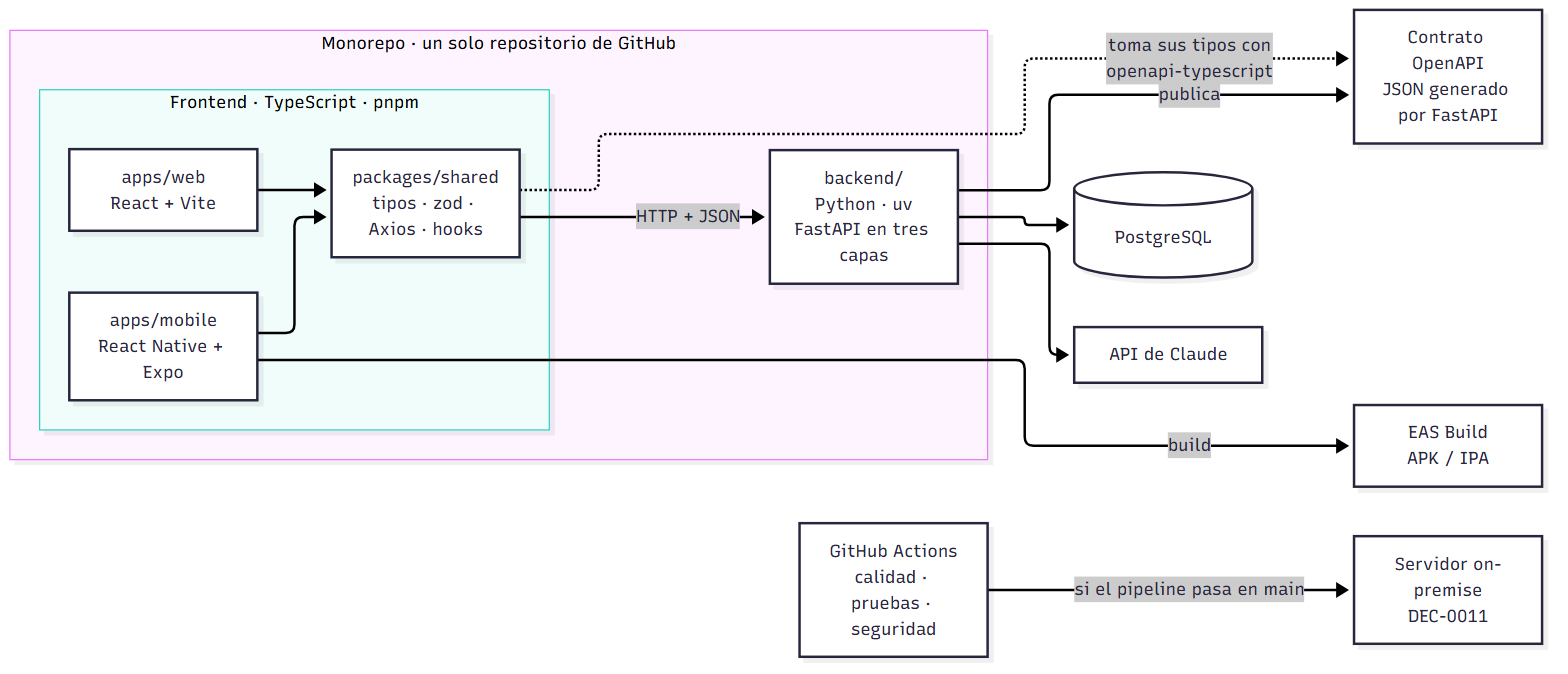 Monorepo · un solo repositorio de GitHub
Frontend · TypeScript · pnpm
apps/web
React + Vite
apps/mobile
React Native +
Expo
packages/shared
tipos · zod ·
Axios · hooks
HTTP + JSON
backend/
Python · uv
FastAPI en tres
capas
toma sus tipos con
openapi-typescript
publica
Contrato
OpenAPI
JSON generado
por FastAPI
PostgreSQL
API de Claude
build
EAS Build
APK / IPA
GitHub Actions
calidad ·
pruebas ·
seguridad
si el pipeline pasa en main
Servidor on-
premise
DEC-0011